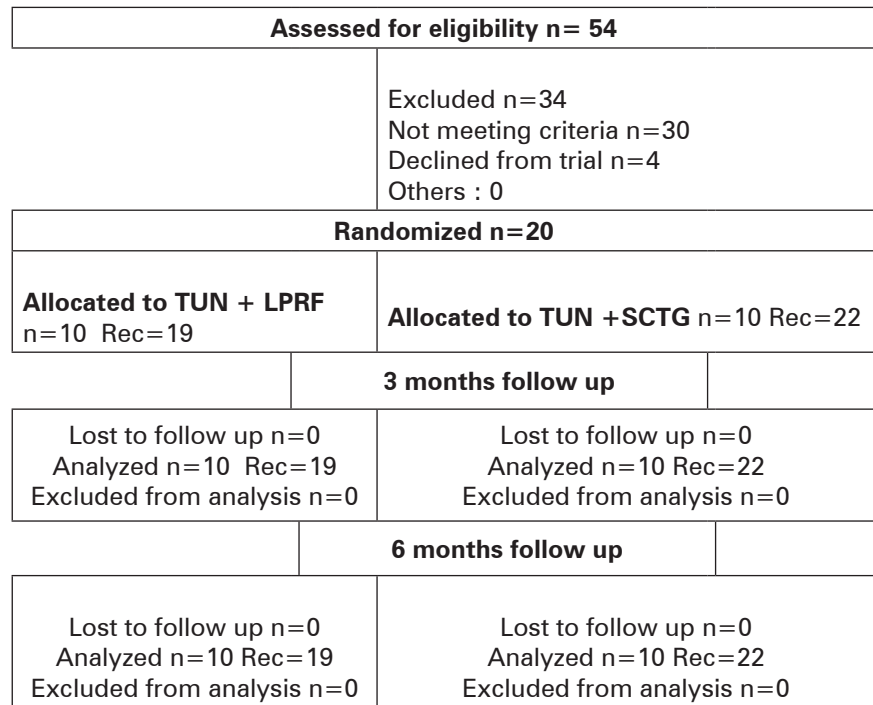 Assessed for eligibility n= 54
Excluded n=34
Not meeting criteria n=30
Declined from trial n=4
Others : 0
Randomized n=20
Allocated to TUN + LPRF
n=10 Rec=19
Allocated to TUN +SCTG n=10 Rec=22
3 months follow up
Lost to follow up n=0
Analyzed n=10 Rec=19
Excluded from analysis n=0
Lost to follow up n=0
Analyzed n=10 Rec=22
Excluded from analysis n=0
6 months follow up
Lost to follow up n=0
Analyzed n=10 Rec=19
Excluded from analysis n=0
Lost to follow up n=0
Analyzed n=10 Rec=22
Excluded from analysis n=0